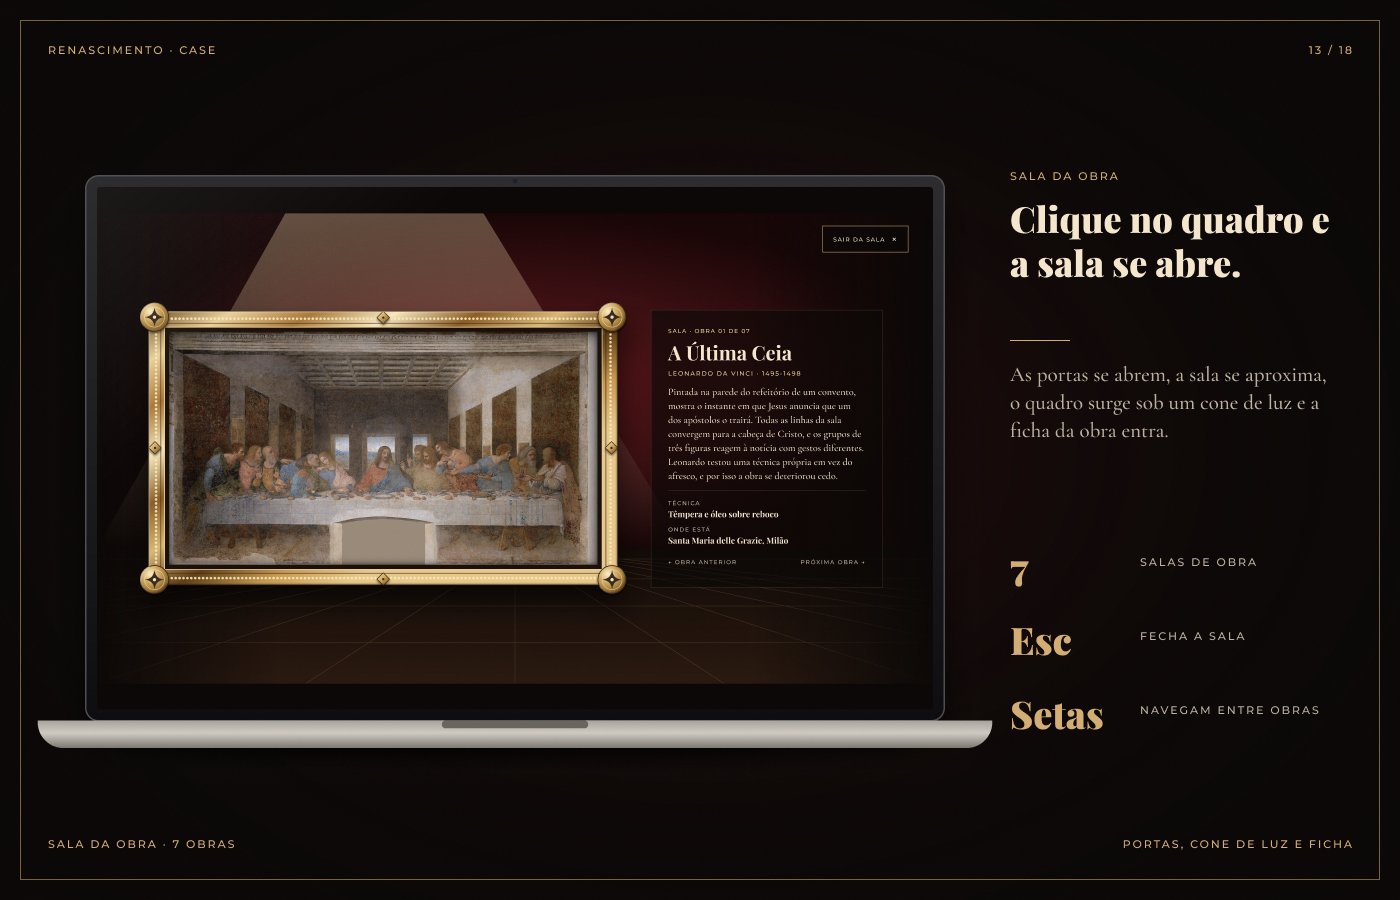 RENASCIMENTO · CASE
13 / 18
SAIR DA SALA ×
SALA · OBRA 01 DE 07
A Última Ceia
LEONARDO DA VINCI · 1495-1498
Pintada na parede do refeitório de um convento,
mostra o instante em que Jesus anuncia que um
dos apóstolos o trairá. Todas as linhas da sala
convergem para a cabeça de Cristo, e os grupos de
três figuras reagem à notícia com gestos diferentes.
Leonardo testou uma técnica própria em vez do
afresco, e por isso a obra se deteriorou cedo.
TÉCNICA
Têmpera e óleo sobre reboco
ONDE ESTÁ
Santa Maria delle Grazie, Milão
← OBRA ANTERIOR
PRÓXIMA OBRA →
SALA DA OBRA
Clique no quadro e
a sala se abre.
As portas se abrem, a sala se aproxima,
o quadro surge sob um cone de luz e a
ficha da obra entra.
7 SALAS DE OBRA
Esc FECHA A SALA
Setas NAVEGAM ENTRE OBRAS
SALA DA OBRA · 7 OBRAS
PORTAS, CONE DE LUZ E FICHA